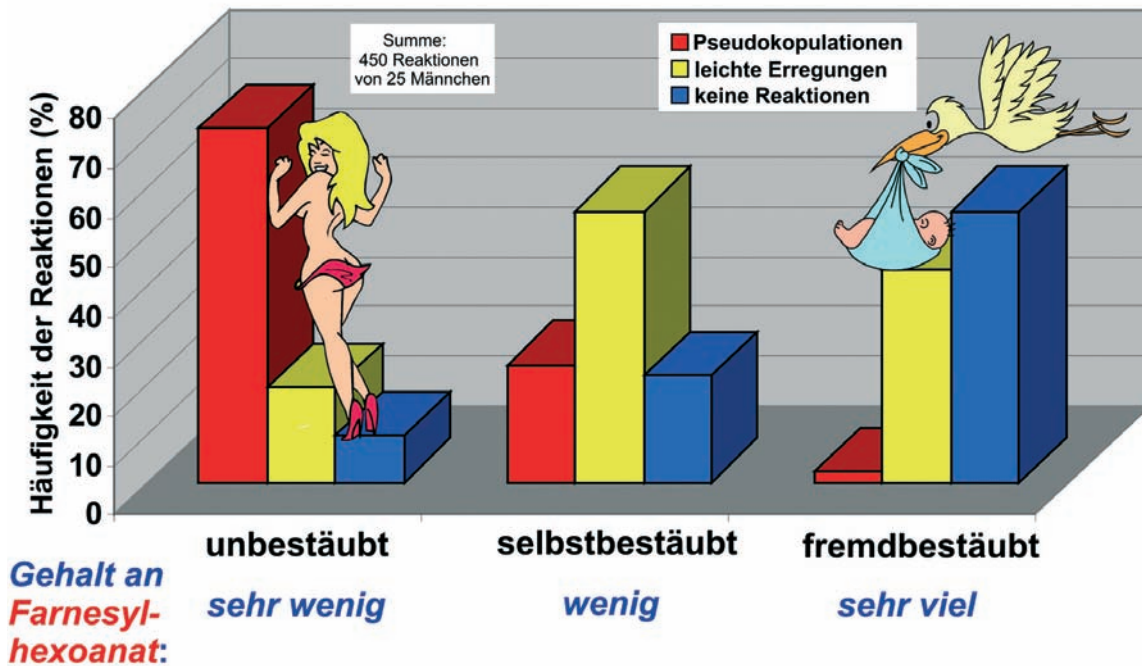 Summe:
450 Reaktionen
von 25 Männchen
Pseudokopulationen
leichte Erregungen
keine Reaktionen
Häufigkeit der Reaktionen (%)
80
70
60
50
40
30
20
10
0
unbestäubt
selbstbestäubt
fremdbestäubt
Gehalt an
Farnesyl-
hexoanat:
sehr wenig
wenig
sehr viel